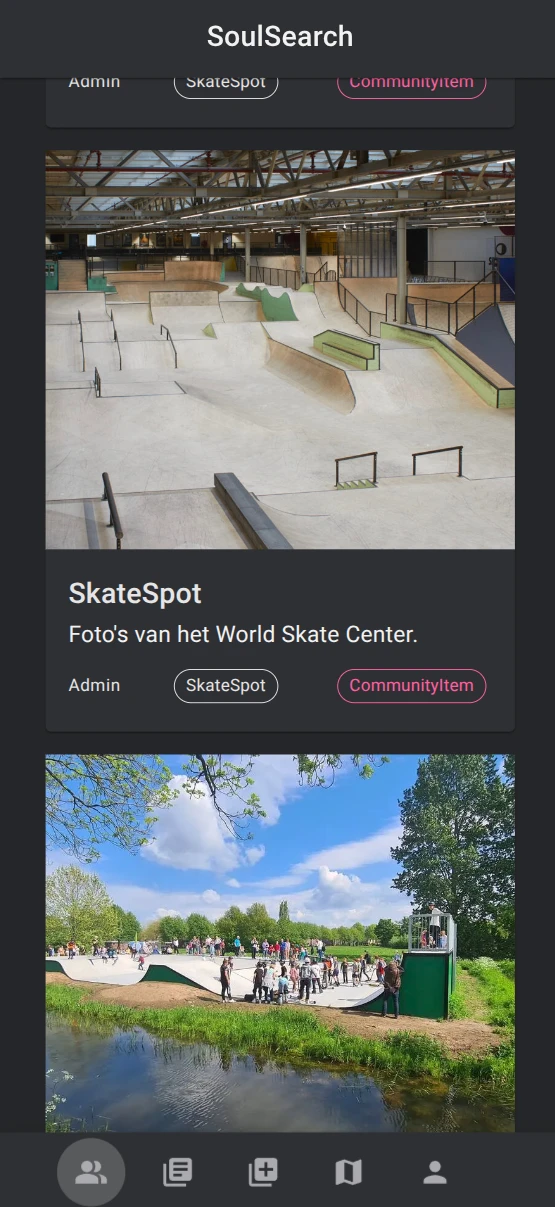 SoulSearch
Admin SkateSpot CommunityItem
SkateSpot
Foto's van het World Skate Center.
Admin SkateSpot CommunityItem